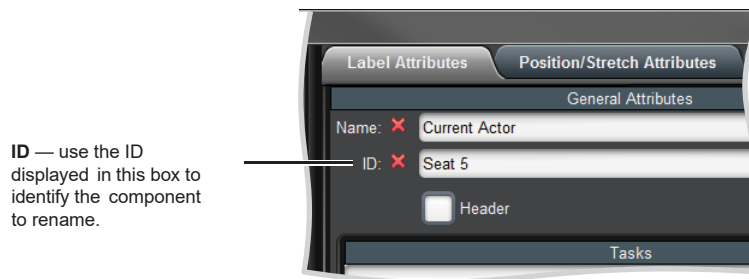 Label Attributes
Position/Stretch Attributes
General Attributes
Name: Current Actor
ID: Seat 5
Header
Tasks
ID — use the ID
displayed in this box to
identify the component
to rename.